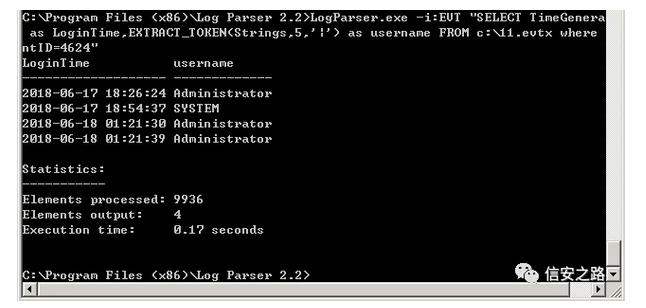 C:\Program Files (x86)\Log Parser 2.2>LogParser.exe -i:EVT "SELECT TimeGenera
 as LoginTime,EXTRACT_TOKEN(Strings,5,'|') as username FROM c:\11.evtx where
ntID=4624"
LoginTime           username
------------------- -------------
2018-06-17 18:26:24 Administrator
2018-06-17 18:54:37 SYSTEM
2018-06-18 01:21:30 Administrator
2018-06-18 01:21:39 Administrator
Statistics:
-----------
Elements processed: 9936
Elements output:    4
Execution time:     0.17 seconds
C:\Program Files (x86)\Log Parser 2.2>
信安之路